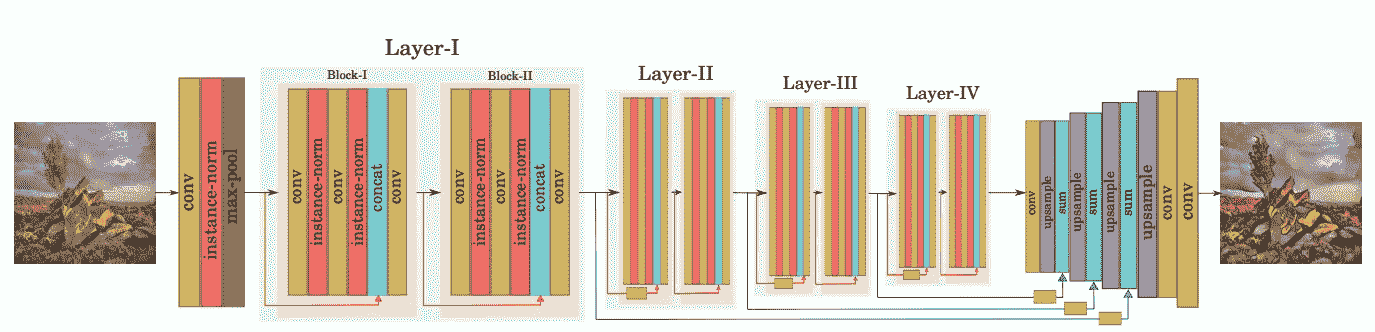 Layer-I
Layer-II
Layer-III
Layer-IV
Block-I
Block-II
conv
instance-norm
max-pool
conv
instance-norm
conv
instance-norm
concat
conv
conv
instance-norm
conv
instance-norm
concat
conv
conv
upsample
sum
upsample
sum
upsample
sum
upsample
conv
conv